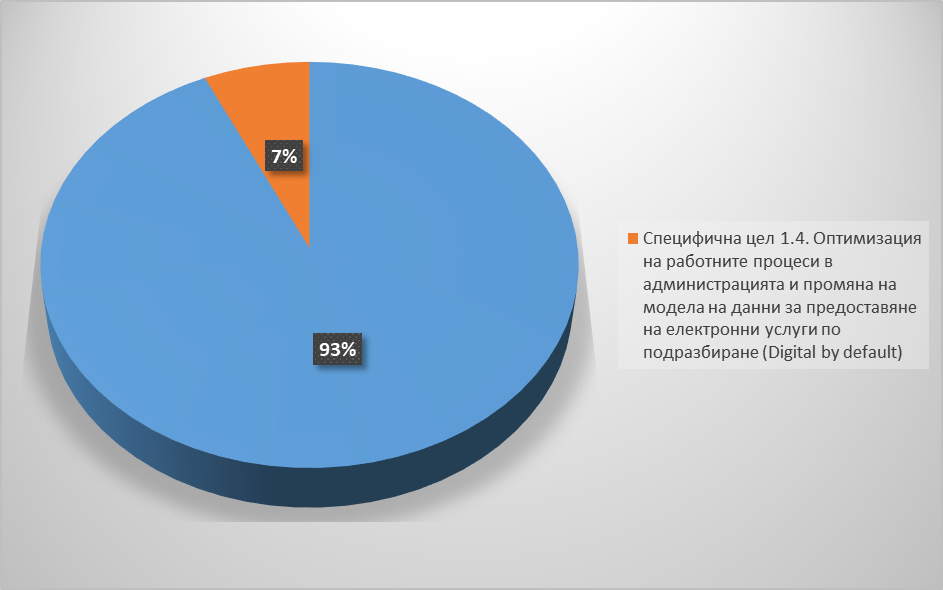 7%
93%
Специфична цел 1.4. Оптимизация
на работните процеси в
администрацията и промяна на
модела на данни за предоставяне
на електронни услуги по
подразбиране (Digital by default)